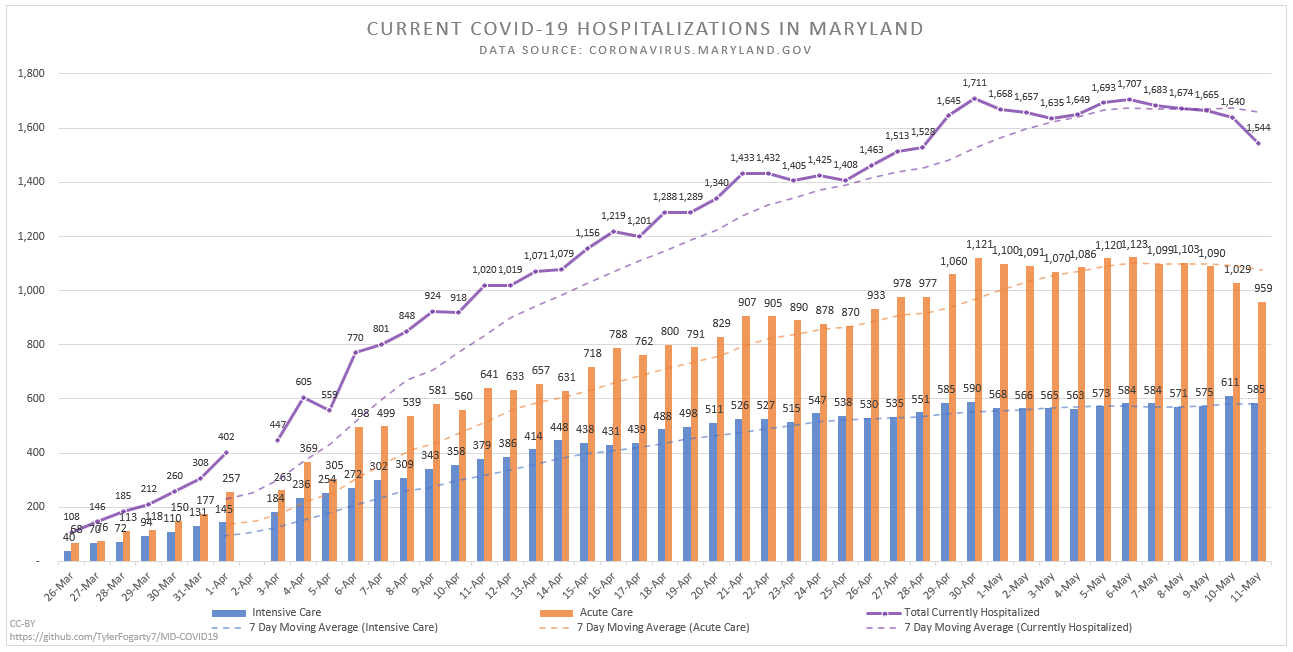 CURRENT COVID-19 HOSPITALIZATIONS IN MARYLAND
DATA SOURCE: CORONAVIRUS.MARYLAND.GOV
1,800
1,600
1,400
1,200
1,000
800
600
400
200
-
108 146 185 212 260 308 402 447 605 559 770 801 848 924 918 1,020 1,019 1,071 1,079 1,156 1,219 1,201 1,288 1,289 1,340 1,433 1,432 1,405 1,425 1,408 1,463 1,513 1,528 1,645 1,711 1,668 1,657 1,635 1,649 1,693 1,707 1,683 1,674 1,665 1,640 1,544
68 76 113 118 150 177 257 263 369 305 498 499 539 581 560 641 633 657 631 718 788 762 800 791 829 907 905 890 878 870 933 978 977 1,060 1,121 1,100 1,091 1,070 1,086 1,120 1,123 1,099 1,103 1,090 1,029 959
40 70 72 94 110 131 145 184 236 254 272 302 309 343 358 379 386 414 448 438 431 439 488 498 511 526 527 515 547 538 530 535 551 585 590 568 566 565 563 573 584 584 571 575 611 585
26-Mar 27-Mar 28-Mar 29-Mar 30-Mar 31-Mar 1-Apr 2-Apr 3-Apr 4-Apr 5-Apr 6-Apr 7-Apr 8-Apr 9-Apr 10-Apr 11-Apr 12-Apr 13-Apr 14-Apr 15-Apr 16-Apr 17-Apr 18-Apr 19-Apr 20-Apr 21-Apr 22-Apr 23-Apr 24-Apr 25-Apr 26-Apr 27-Apr 28-Apr 29-Apr 30-Apr 1-May 2-May 3-May 4-May 5-May 6-May 7-May 8-May 9-May 10-May 11-May
Intensive Care Acute Care Total Currently Hospitalized
7 Day Moving Average (Intensive Care) 7 Day Moving Average (Acute Care) 7 Day Moving Average (Currently Hospitalized)
CC-BY
https://github.com/TylerFogarty7/MD-COVID19